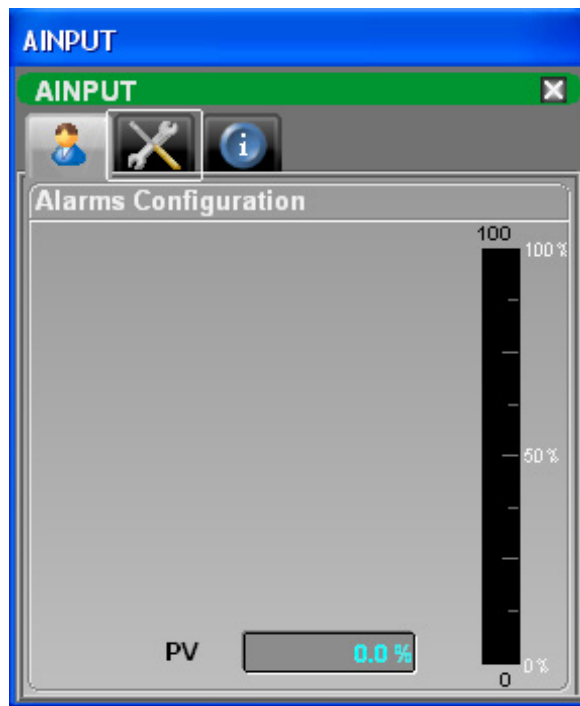 AINPUT
AINPUT
i
Alarms Configuration
100
100 %
50 %
PV 0.0 %
0 %
0